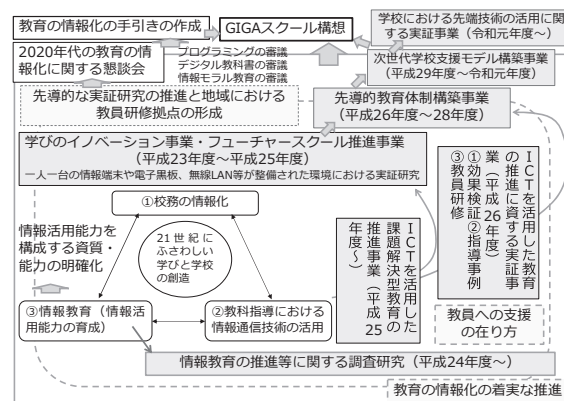 教育の情報化の手引きの作成
GIGAスクール構想
学校における先端技術の活用に関
する実証事業（令和元年度～）
2020年代の教育の情
報化に関する懇談会
プログラミングの審議
デジタル教科書の審議
情報モラル教育の審議
次世代学校支援モデル構築事業
（平成29年度～令和元年度）
先導的な実証研究の推進と地域における
教員研修拠点の形成
先導的教育体制構築事業
（平成26年度～28年度）
学びのイノベーション事業・フューチャースクール推進事業
（平成23年度～平成25年度）
一人一台の情報端末や電子黒板、無線LAN等が整備された環境における実証研究
ICTを活用した教育
の推進に資する実証事
業（平成26年度）
①効果検証②指導事例
③教員研修
①校務の情報化
情報活用能力を
構成する資質・
能力の明確化
21世紀に
ふさわしい
学びと学校
の創造
ICTを活用した
課題解決型教育の
推進事業（平成25
年度～）
③情報教育（情報活
用能力の育成）
②教科指導における
情報通信技術の活用
教員への支援
の在り方
情報教育の推進等に関する調査研究（平成24年度～）
教育の情報化の着実な推進